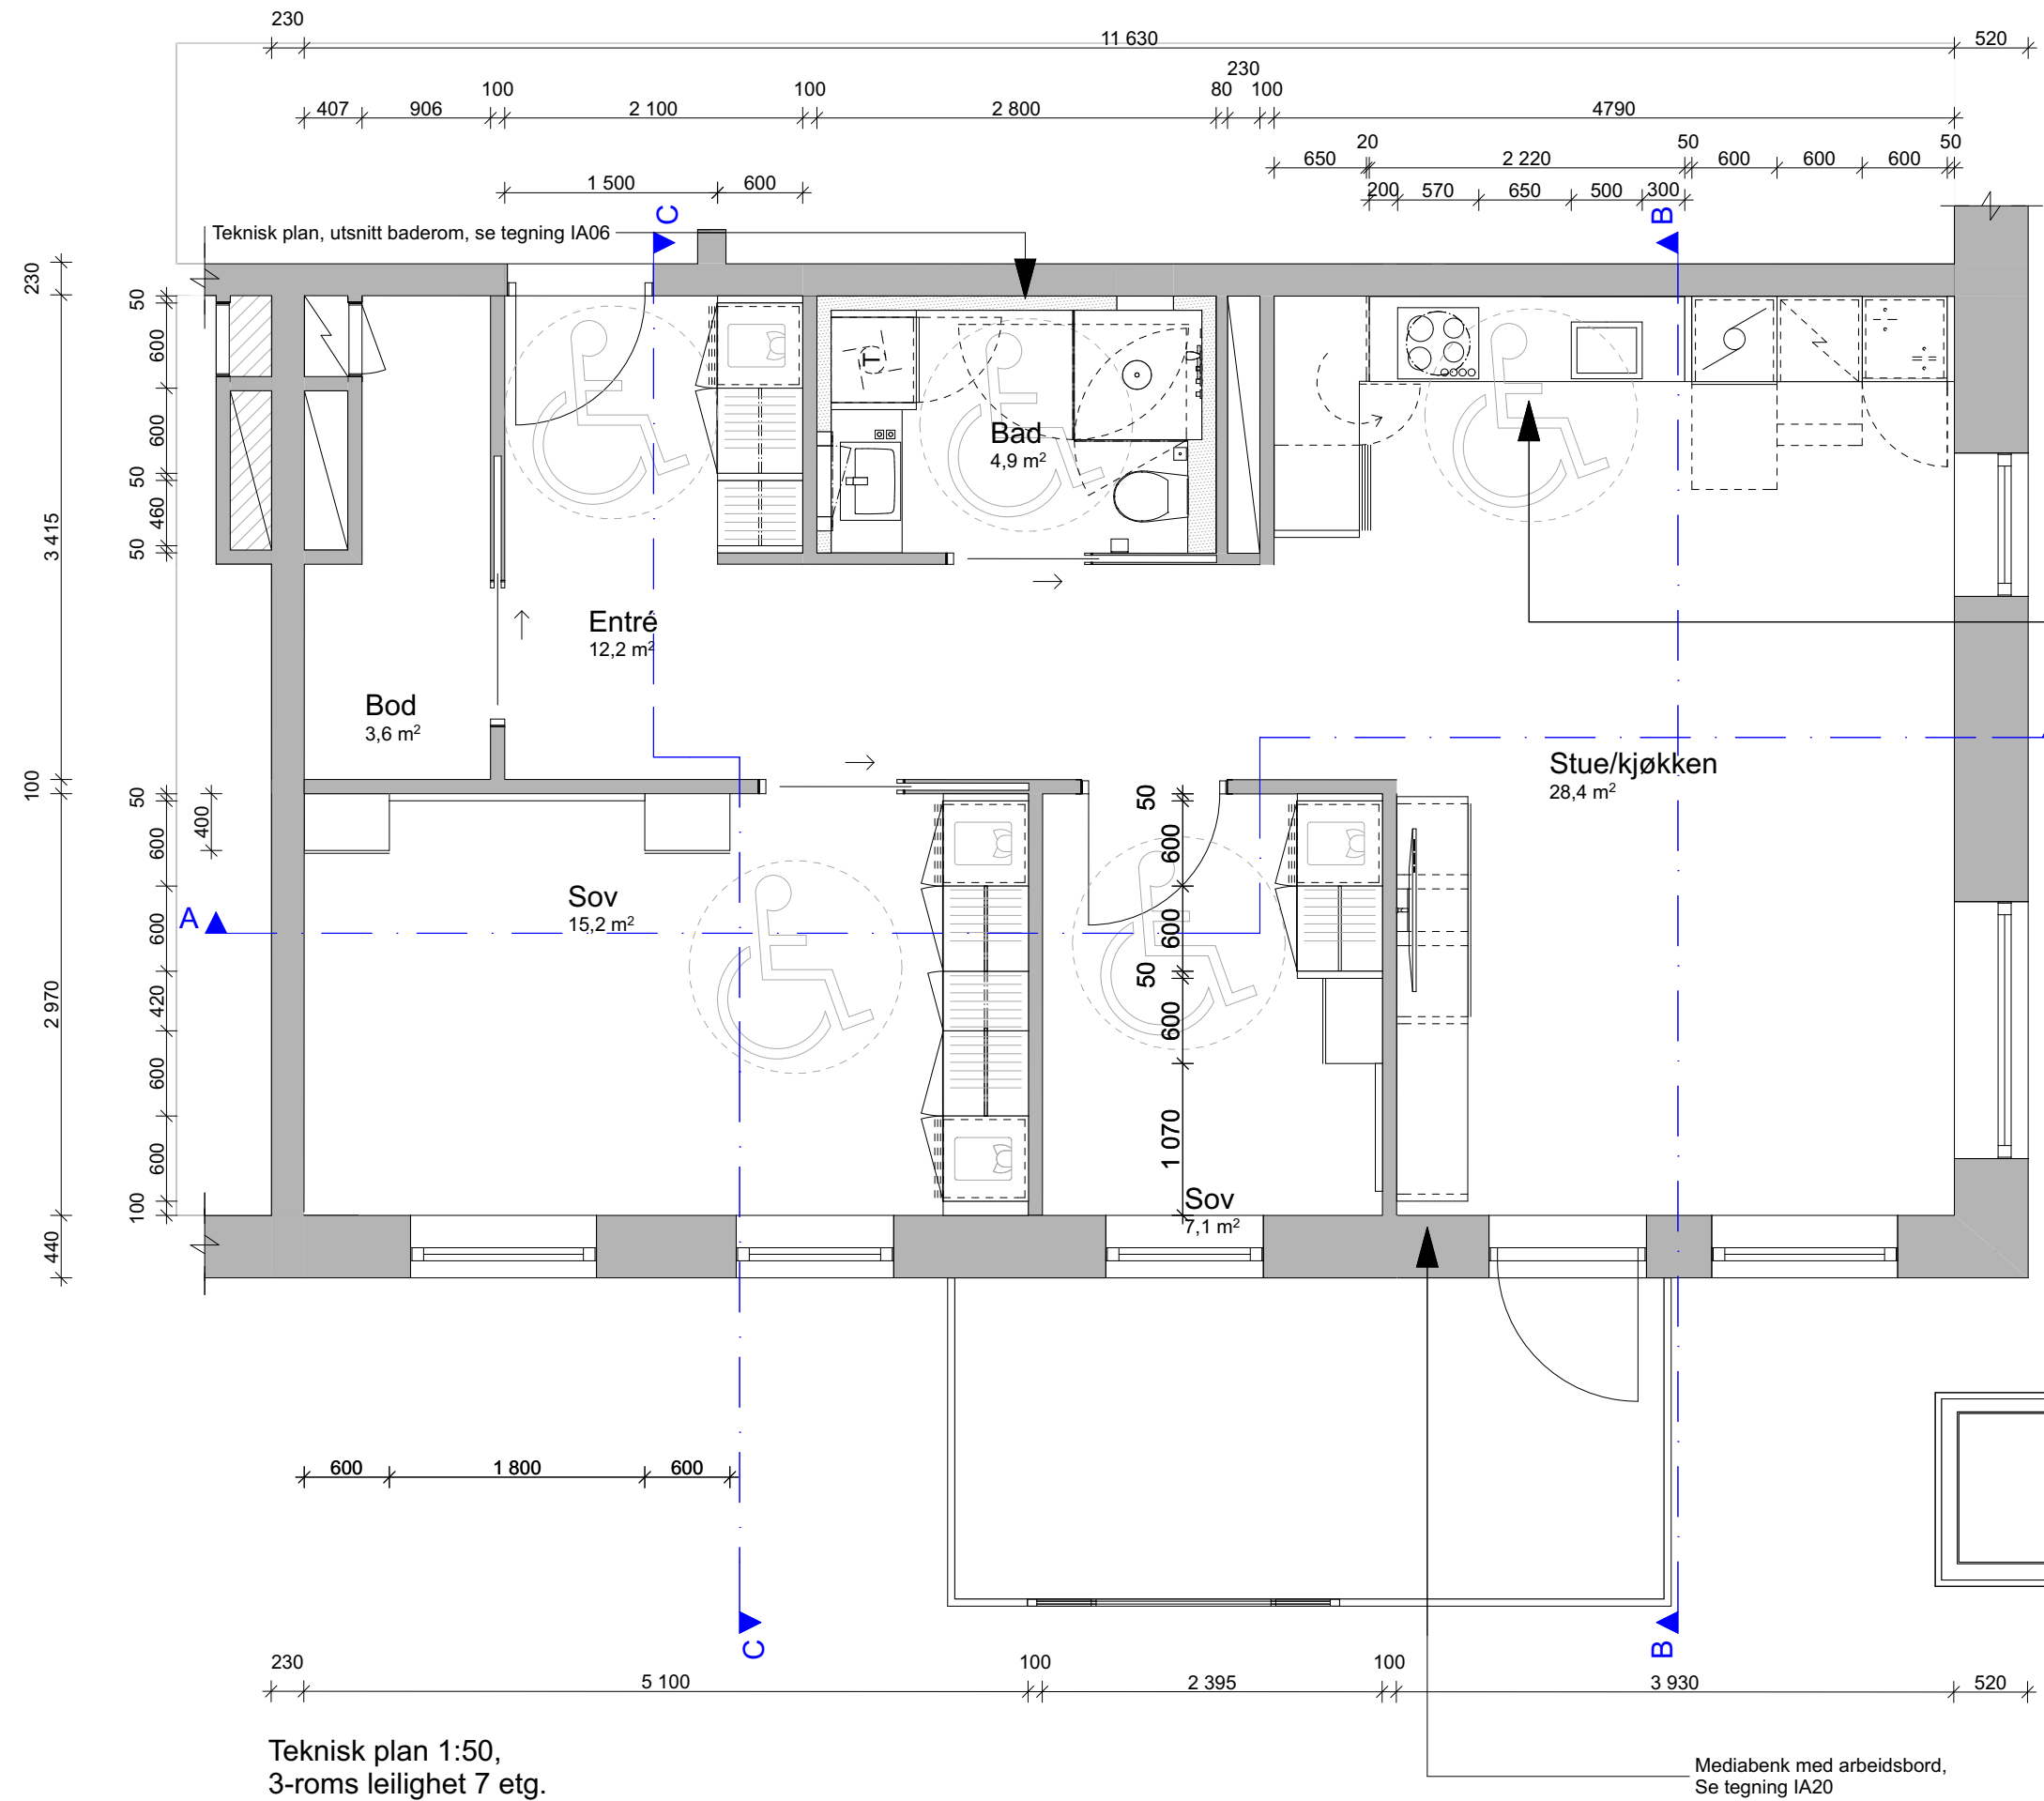 230
11 630
520
230
100
100
80
100
407
906
2 100
2 800
4790
20
50
50
650
2 220
600
600
600
1 500
600
200
570
650
500
300
C
B
Teknisk plan, utsnitt baderom, se tegning IA06
230
50
600
600
50
460
50
3 415
T
Bad
4,9 m²
Entré
12,2 m²
Bod
3,6 m²
Stue/kjøkken
28,4 m²
100
50
400
600
600
420
600
600
100
2 970
440
A
Sov
15,2 m²
50
600
600
50
600
1 070
Sov
7,1 m²
600
1 800
600
C
B
230
5 100
100
2 395
100
3 930
520
Teknisk plan 1:50,
3-roms leilighet 7 etg.
Mediabenk med arbeidsbord,
Se tegning IA20